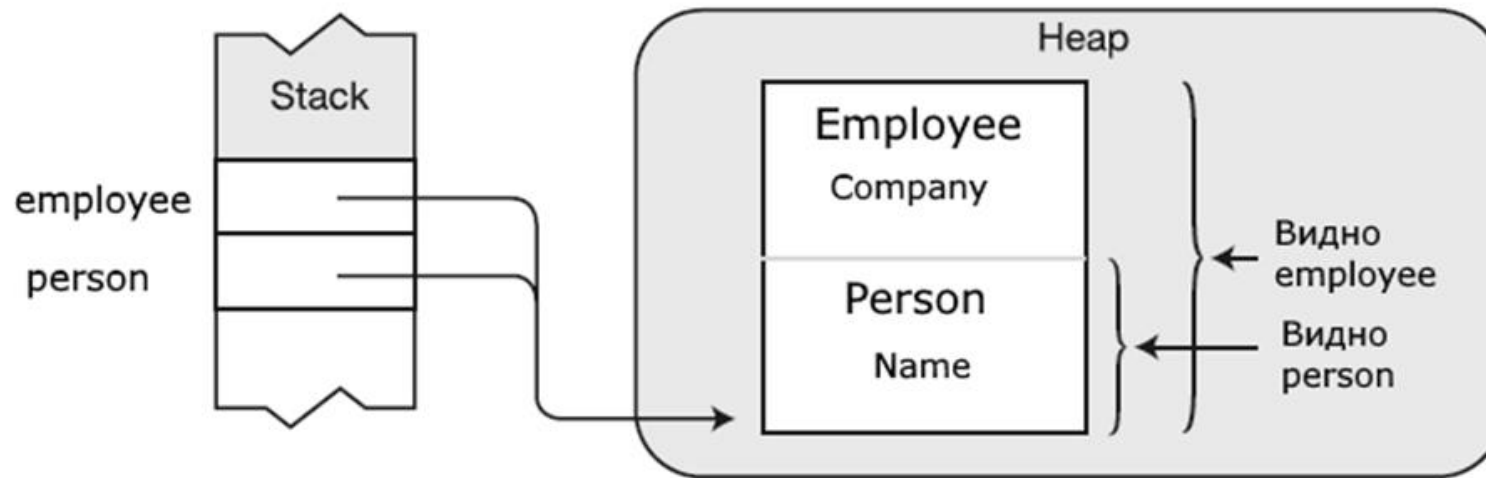 Stack
employee
person
Heap
Employee
Company
Person
Name
Видно
employee
Видно
person